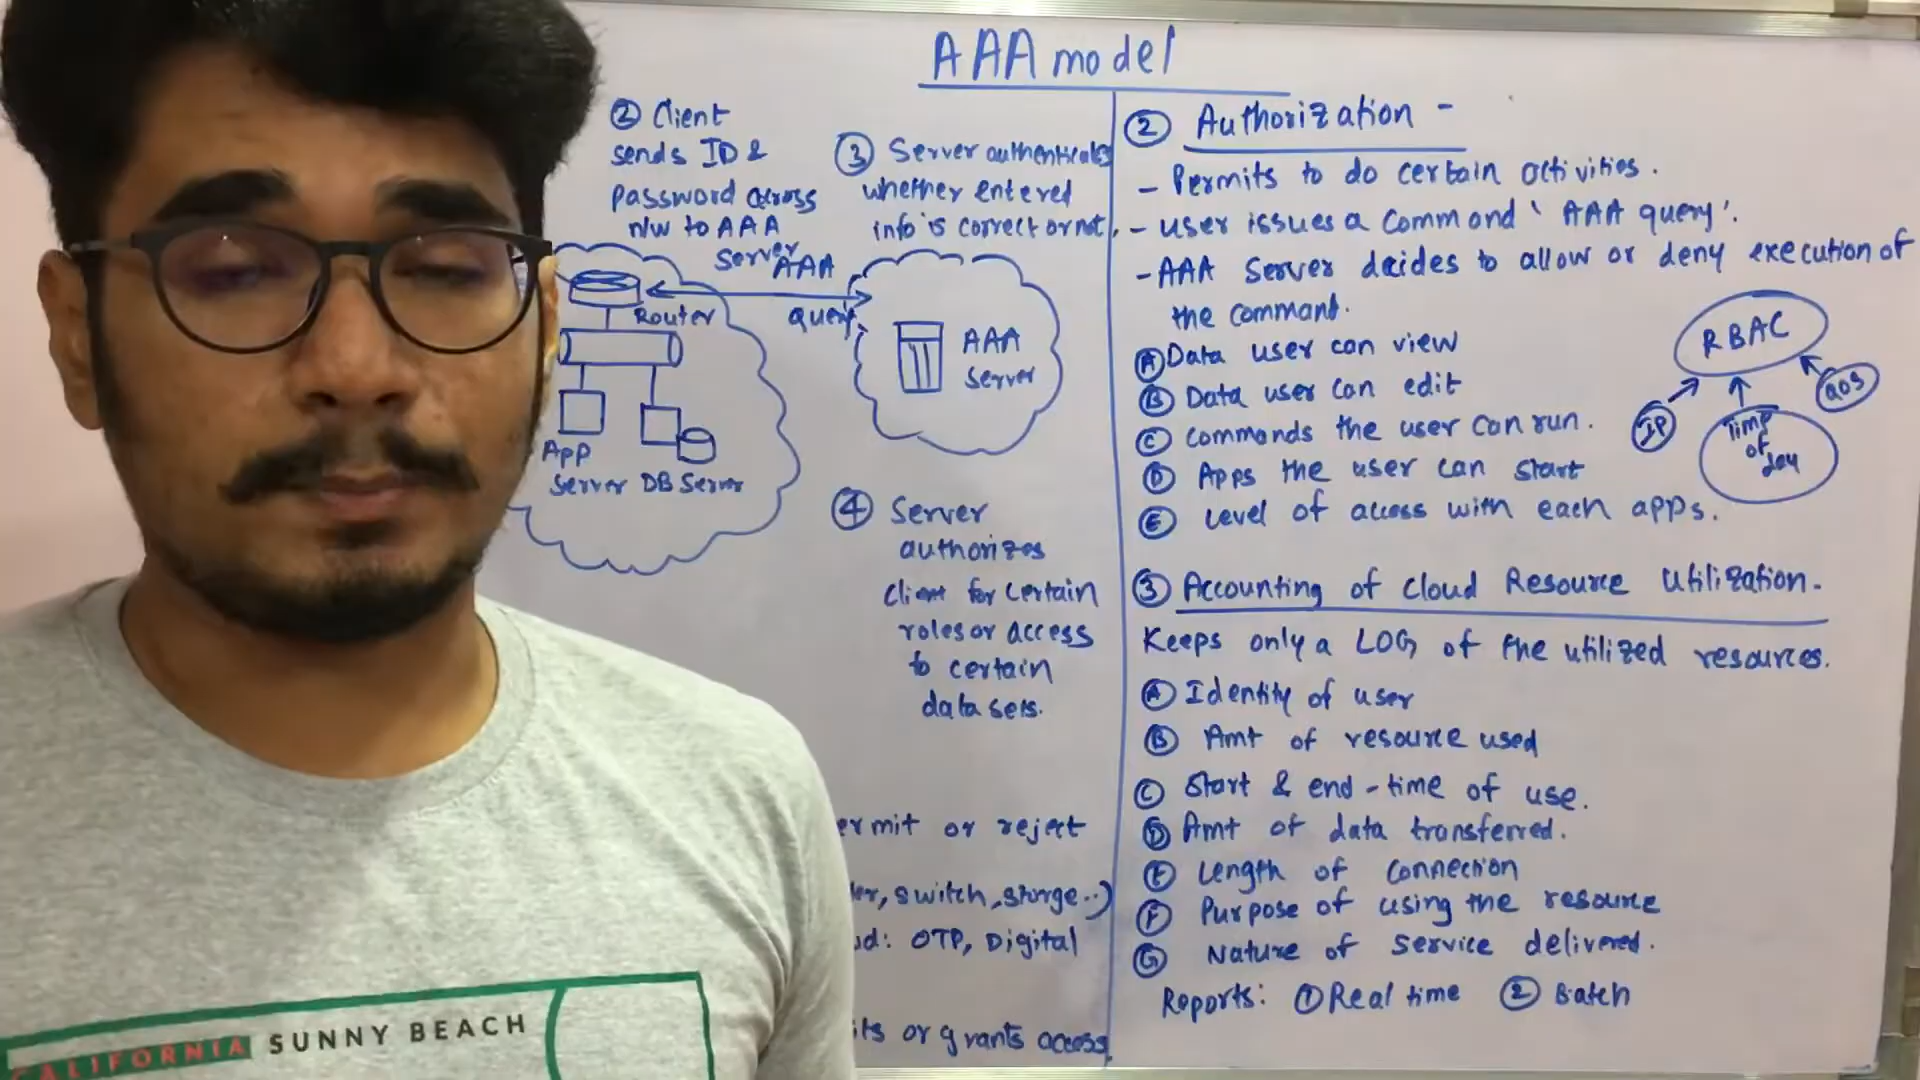 AAA model
② Client
sends ID &
password across
n/w to AAA
server
③ Server authenticates
whether entered
info is correct or not.
AAA
Query
Router
AAA
Server
App
Server DB Server
④ Server
authorizes
client for certain
roles or access
to certain
data sets.
ermit or reject
switch, storge..)
OTP, Digital
or grants access
② Authorization -
- Permits to do certain activities.
- User issues a command 'AAA query'.
- AAA Server decides to allow or deny execution of
the command.
Ⓐ Data user can view
Ⓑ Data user can edit
Ⓒ Commands the user can run.
Ⓓ Apps the user can start
Ⓔ Level of access with each apps.
RBAC
IP
Time
of
day
QOS
③ Accounting of Cloud Resource Utilization.
Keeps only a LOG of the utilized resources.
Ⓐ Identity of user
Ⓑ Amt of resource used
Ⓒ Start & end-time of use.
Ⓓ Amt of data transferred.
Ⓔ Length of connection
Ⓕ Purpose of using the resource
Ⓖ Nature of service delivered.
Reports: ① Real time ② Batch
CALIFORNIA SUNNY BEACH